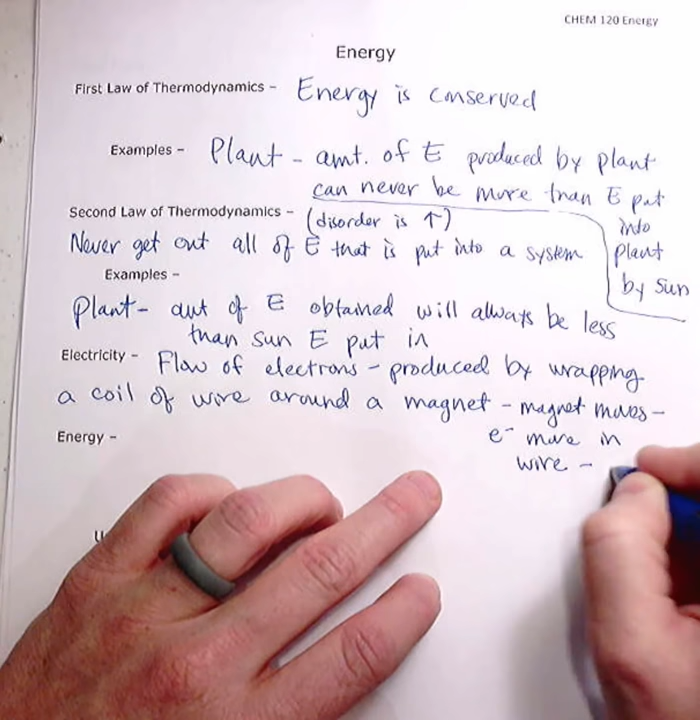 CHEM 120 Energy
Energy
First Law of Thermodynamics - Energy is conserved
Examples - Plant - amt. of E produced by plant
can never be more than E put
into
plant
by sun
Second Law of Thermodynamics - (disorder is ↑)
Never get out all of E that is put into a system
Examples -
Plant - amt of E obtained will always be less
than sun E put in
Electricity - Flow of electrons - produced by wrapping
a coil of wire around a magnet - magnet moves -
e⁻ move in
wire -
Energy -